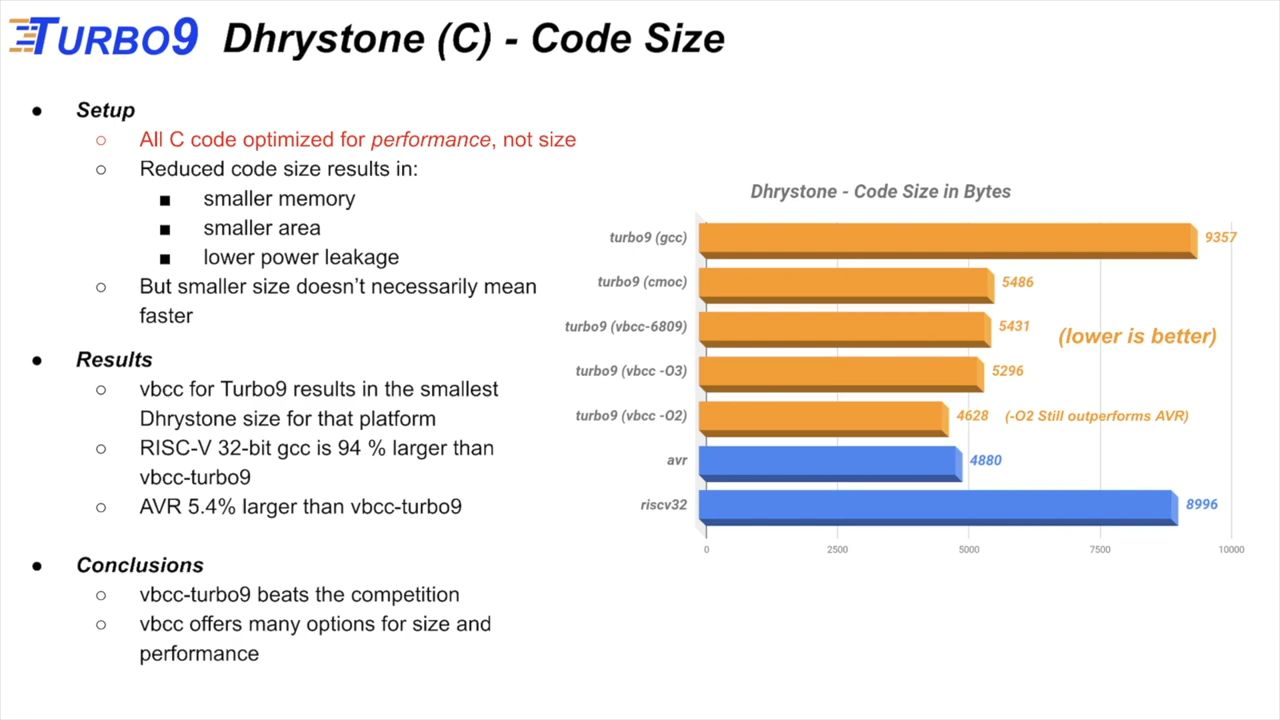 TURBO9 Dhrystone (C) - Code Size
● Setup
○ All C code optimized for performance, not size
○ Reduced code size results in:
■ smaller memory
■ smaller area
■ lower power leakage
○ But smaller size doesn't necessarily mean
faster
● Results
○ vbcc for Turbo9 results in the smallest
Dhrystone size for that platform
○ RISC-V 32-bit gcc is 94 % larger than
vbcc-turbo9
○ AVR 5.4% larger than vbcc-turbo9
● Conclusions
○ vbcc-turbo9 beats the competition
○ vbcc offers many options for size and
performance
Dhrystone - Code Size in Bytes
turbo9 (gcc) 9357
turbo9 (cmoc) 5486
turbo9 (vbcc-6809) 5431
(lower is better)
turbo9 (vbcc -O3) 5296
turbo9 (vbcc -O2) 4628 (-O2 Still outperforms AVR)
avr 4880
riscv32 8996
0 2500 5000 7500 10000